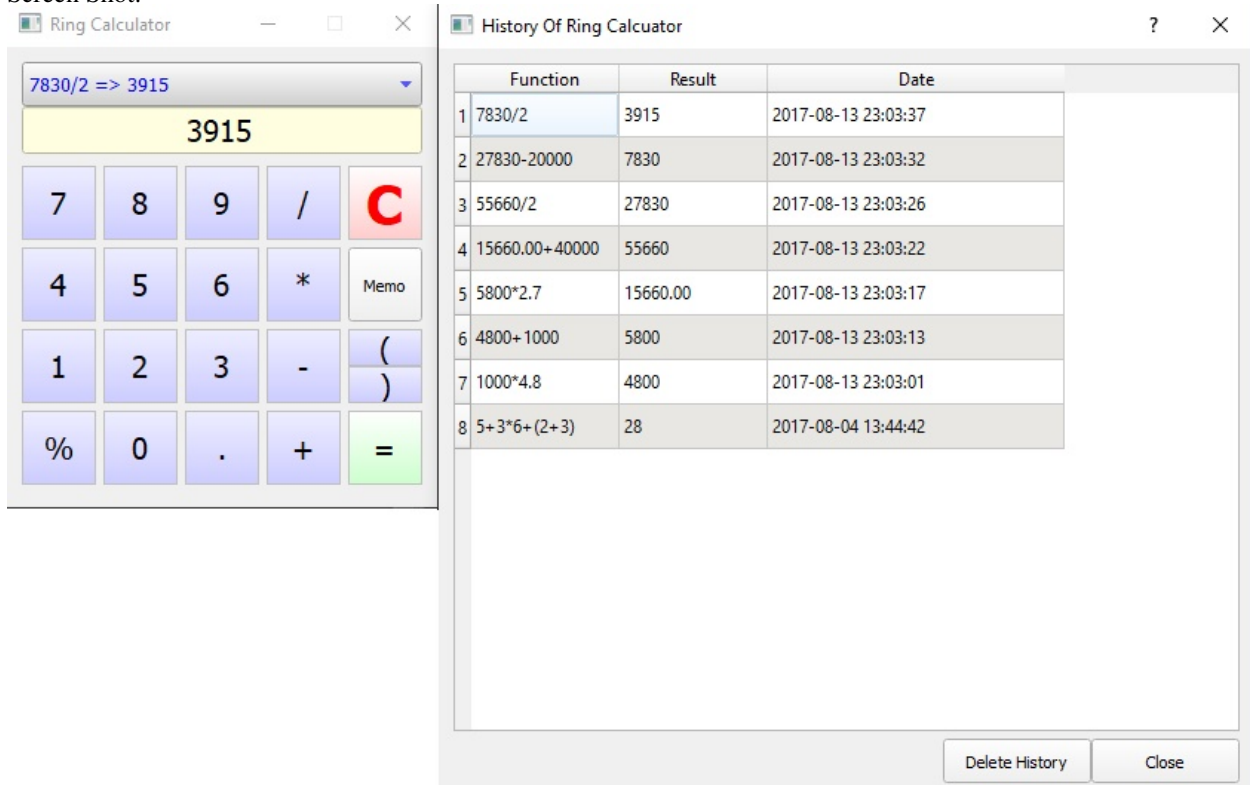 Screen Shot:
Ring Calculator
7830/2 => 3915
3915
7 8 9 / C
4 5 6 * Memo
1 2 3 - (
)
% 0 . + =
History Of Ring Calcuator ?
Function Result Date
1 7830/2 3915 2017-08-13 23:03:37
2 27830-20000 7830 2017-08-13 23:03:32
3 55660/2 27830 2017-08-13 23:03:26
4 15660.00+40000 55660 2017-08-13 23:03:22
5 5800*2.7 15660.00 2017-08-13 23:03:17
6 4800+1000 5800 2017-08-13 23:03:13
7 1000*4.8 4800 2017-08-13 23:03:01
8 5+3*6+(2+3) 28 2017-08-04 13:44:42
Delete History Close